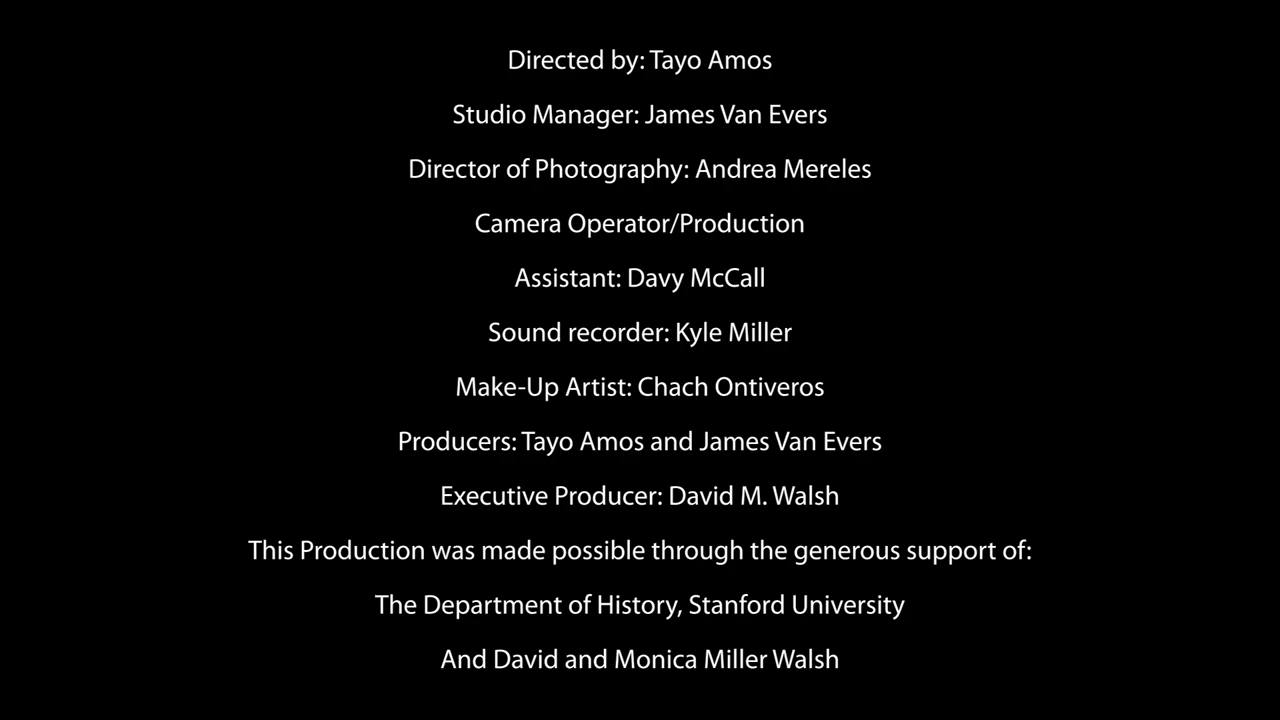 Directed by: Tayo Amos
Studio Manager: James Van Evers
Director of Photography: Andrea Mereles
Camera Operator/Production
Assistant: Davy McCall
Sound recorder: Kyle Miller
Make-Up Artist: Chach Ontiveros
Producers: Tayo Amos and James Van Evers
Executive Producer: David M. Walsh
This Production was made possible through the generous support of:
The Department of History, Stanford University
And David and Monica Miller Walsh